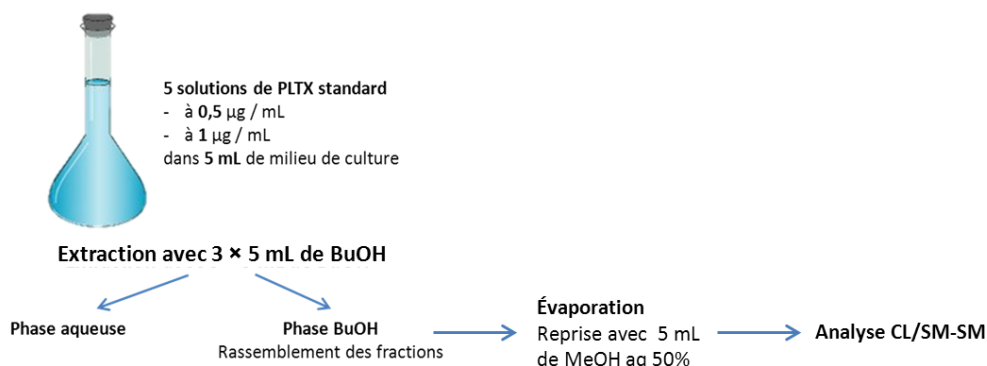 5 solutions de PLTX standard
- à 0,5 µg / mL
- à 1 µg / mL
dans 5 mL de milieu de culture
Extraction avec 3 × 5 mL de BuOH
Phase aqueuse
Phase BuOH
Rassemblement des fractions
Évaporation
Reprise avec 5 mL
de MeOH aq 50%
Analyse CL/SM-SM